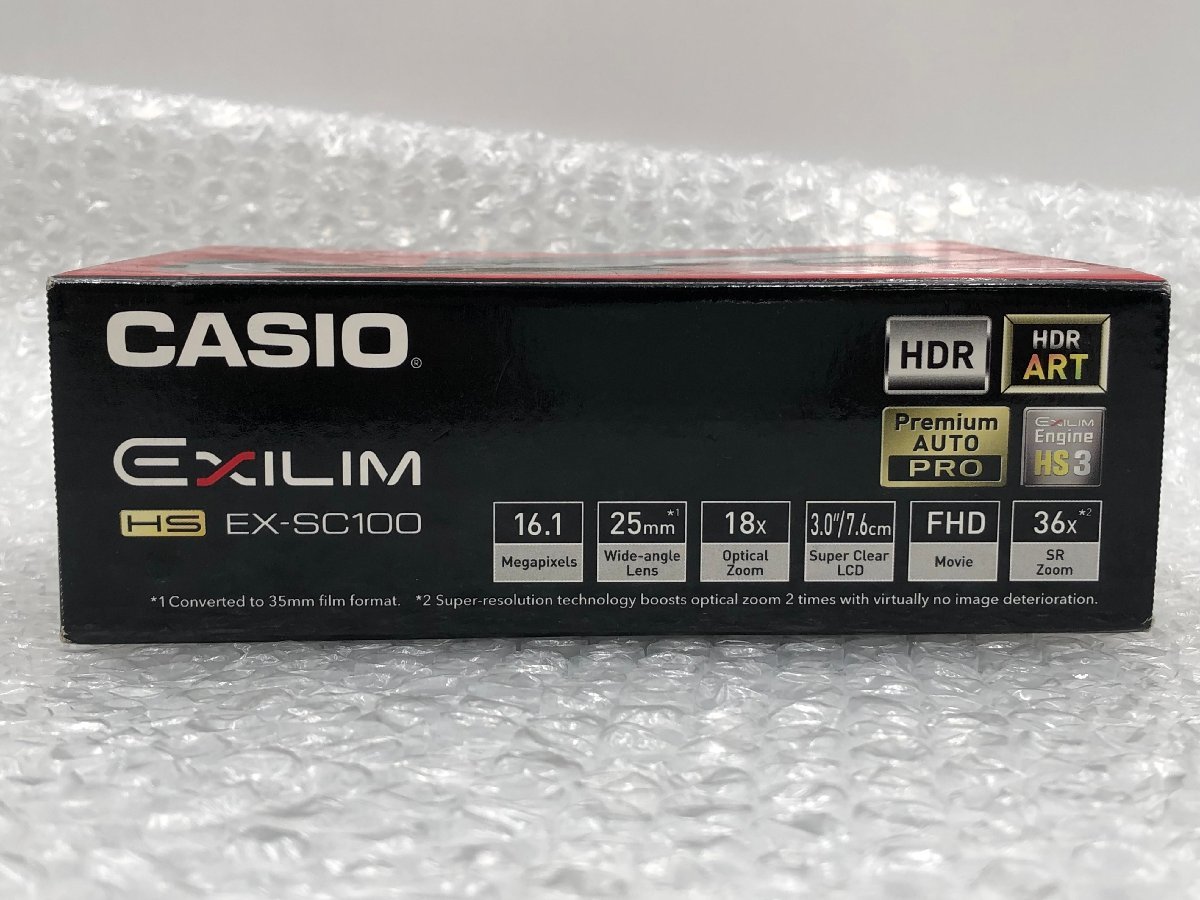 CASIO®
HDR
HDR
ART
EXILIM
Premium
AUTO
PRO
EXILIM
Engine
HS3
HS EX-SC100
16.1
Megapixels
25mm*1
Wide-angle
Lens
18x
Optical
Zoom
3.0"/7.6cm
Super Clear
LCD
FHD
Movie
36x*2
SR
Zoom
*1 Converted to 35mm film format. *2 Super-resolution technology boosts optical zoom 2 times with virtually no image deterioration.